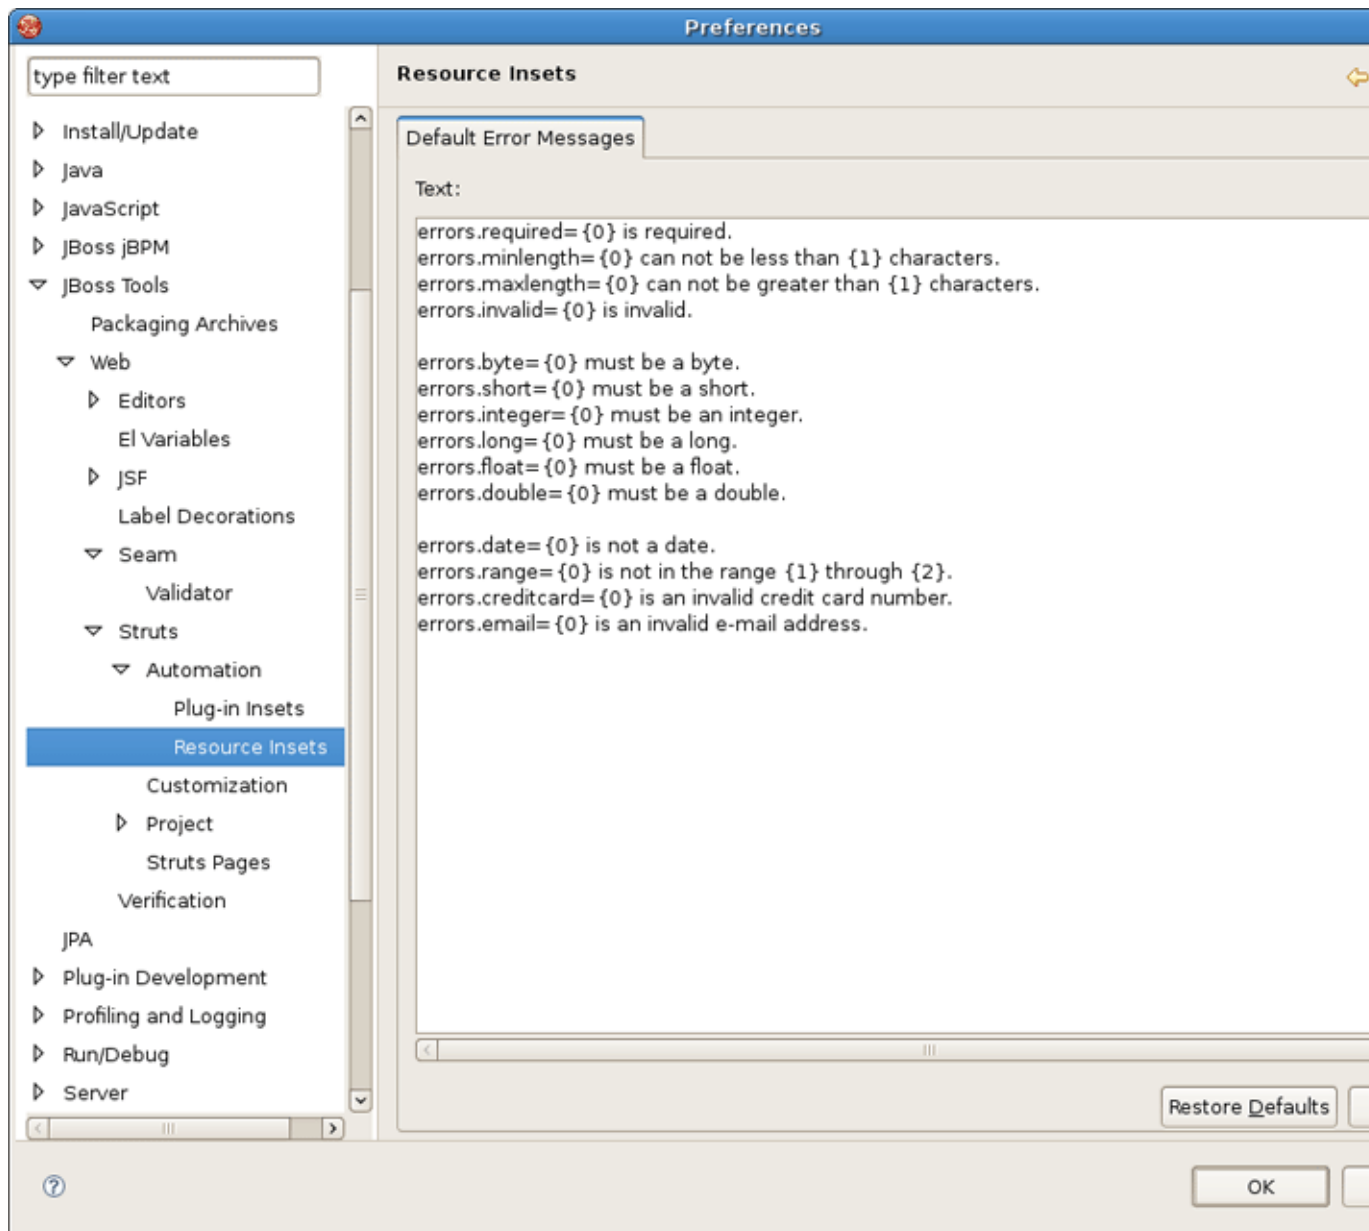 Preferences
type filter text
Install/Update
Java
JavaScript
JBoss jBPM
JBoss Tools
Packaging Archives
Web
Editors
El Variables
JSF
Label Decorations
Seam
Validator
Struts
Automation
Plug-in Insets
Resource Insets
Customization
Project
Struts Pages
Verification
JPA
Plug-in Development
Profiling and Logging
Run/Debug
Server
Resource Insets
Default Error Messages
Text:
errors.required={0} is required.
errors.minlength={0} can not be less than {1} characters.
errors.maxlength={0} can not be greater than {1} characters.
errors.invalid={0} is invalid.
errors.byte={0} must be a byte.
errors.short={0} must be a short.
errors.integer={0} must be an integer.
errors.long={0} must be a long.
errors.float={0} must be a float.
errors.double={0} must be a double.
errors.date={0} is not a date.
errors.range={0} is not in the range {1} through {2}.
errors.creditcard={0} is an invalid credit card number.
errors.email={0} is an invalid e-mail address.
Restore Defaults
?
OK